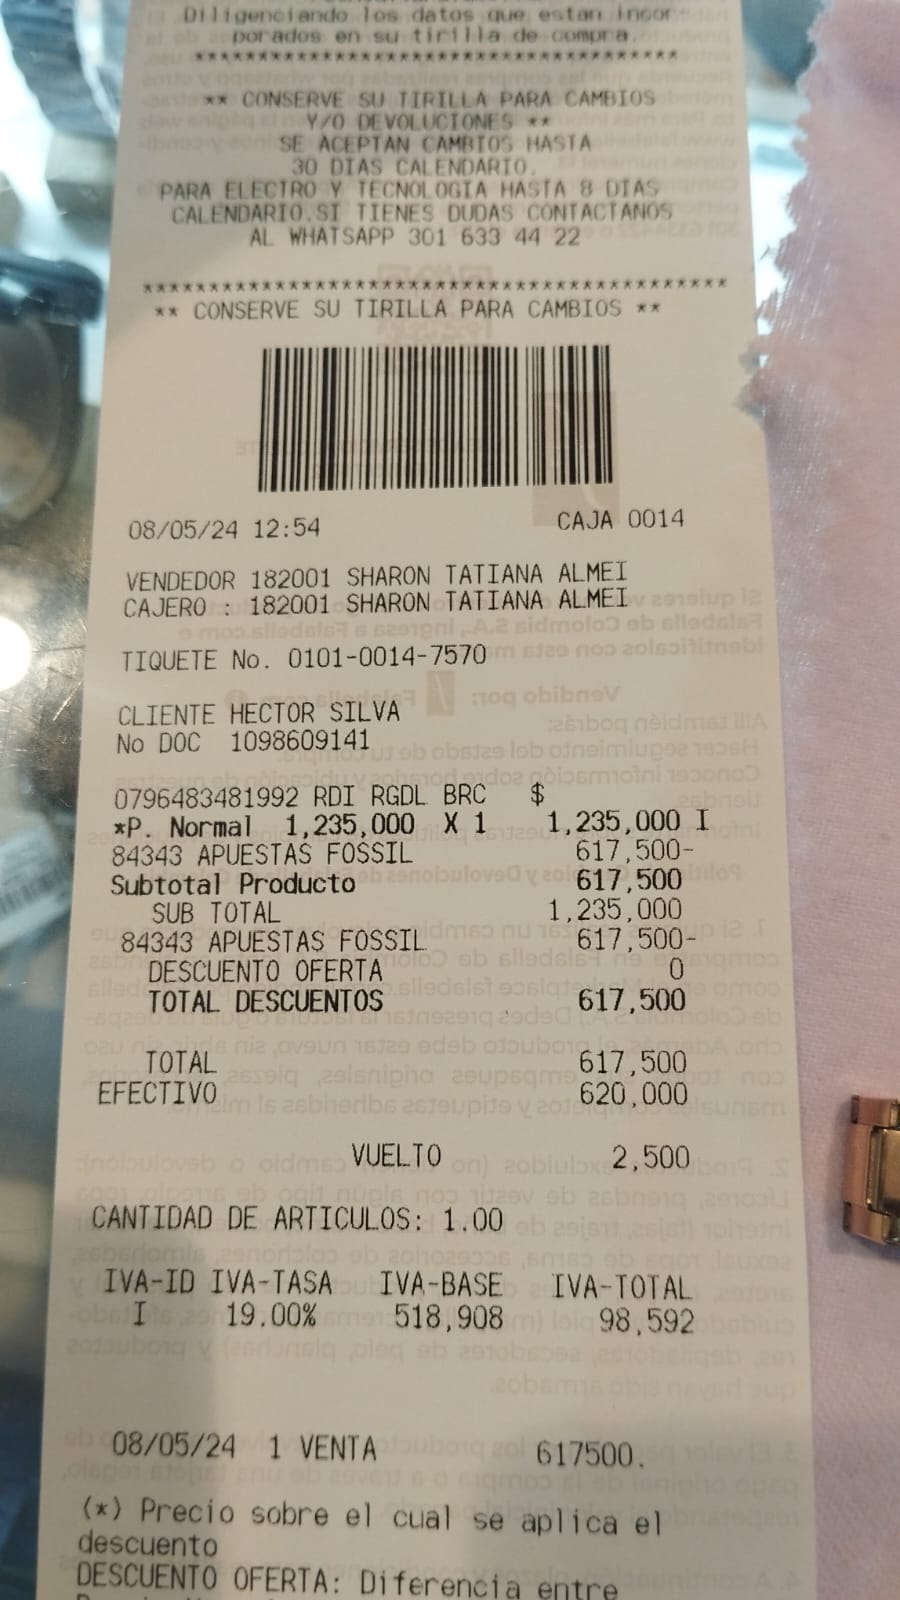 Diligenciando los datos que estan incor-
porados en su tirilla de compra.
****************************************
** CONSERVE SU TIRILLA PARA CAMBIOS
Y/O DEVOLUCIONES **
SE ACEPTAN CAMBIOS HASTA
30 DIAS CALENDARIO.
PARA ELECTRO Y TECNOLOGIA HASTA 8 DIAS
CALENDARIO.SI TIENES DUDAS CONTACTANOS
AL WHATSAPP 301 633 44 22
****************************************
** CONSERVE SU TIRILLA PARA CAMBIOS **
08/05/24 12:54 CAJA 0014
VENDEDOR 182001 SHARON TATIANA ALMEI
CAJERO : 182001 SHARON TATIANA ALMEI
TIQUETE No. 0101-0014-7570
CLIENTE HECTOR SILVA
No DOC 1098609141
0796483481992 RDI RGDL BRC $
*P. Normal 1,235,000 X 1 1,235,000 I
84343 APUESTAS FOSSIL 617,500-
Subtotal Producto 617,500
SUB TOTAL 1,235,000
84343 APUESTAS FOSSIL 617,500-
DESCUENTO OFERTA 0
TOTAL DESCUENTOS 617,500
TOTAL 617,500
EFECTIVO 620,000
VUELTO 2,500
CANTIDAD DE ARTICULOS: 1.00
IVA-ID IVA-TASA IVA-BASE IVA-TOTAL
I 19.00% 518,908 98,592
08/05/24 1 VENTA 617500.
(*) Precio sobre el cual se aplica el
descuento
DESCUENTO OFERTA: Diferencia entre